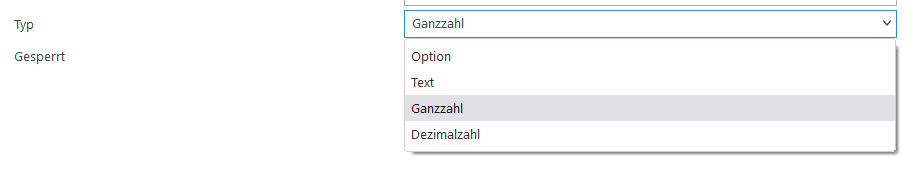 Typ
Ganzzahl
Gesperrt
Option
Text
Ganzzahl
Dezimalzahl